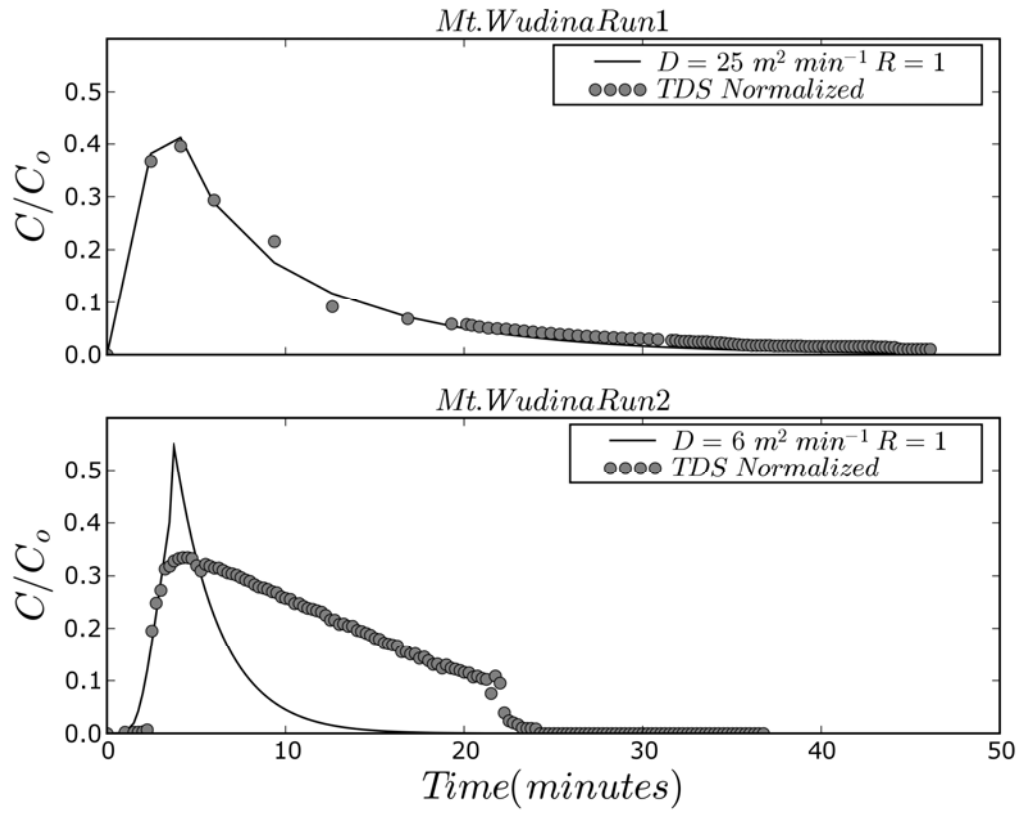 Mt.WudinaRun1
D = 25 m² min⁻¹ R = 1
TDS Normalized
C/Cₒ
0.5
0.4
0.3
0.2
0.1
0.0
Mt.WudinaRun2
D = 6 m² min⁻¹ R = 1
TDS Normalized
C/Cₒ
0.5
0.4
0.3
0.2
0.1
0.0
0 10 20 30 40 50
Time(minutes)